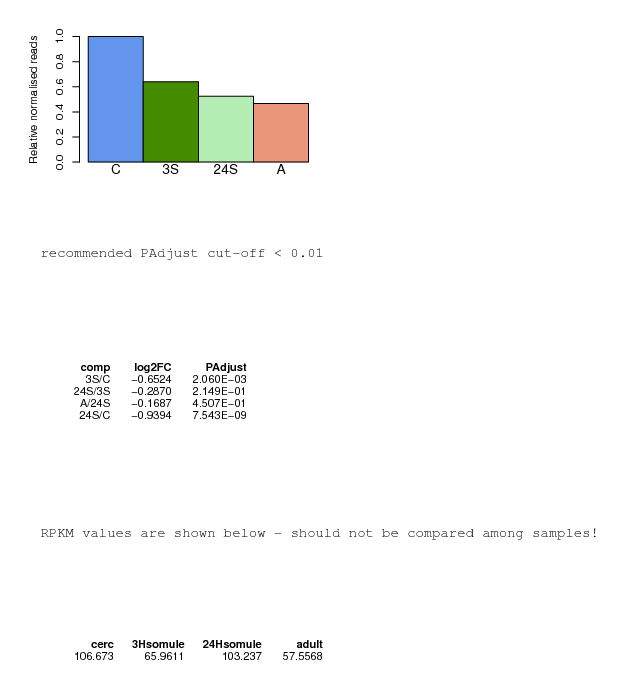 Relative normalised reads
1.0
0.8
0.6
0.4
0.2
0.0
C 3S 24S A
recommended PAdjust cut-off < 0.01
comp log2FC PAdjust
3S/C −0.6524 2.060E−03
24S/3S −0.2870 2.149E−01
A/24S −0.1687 4.507E−01
24S/C −0.9394 7.543E−09
RPKM values are shown below - should not be compared among samples!
cerc 3Hsomule 24Hsomule adult
106.673 65.9611 103.237 57.5568